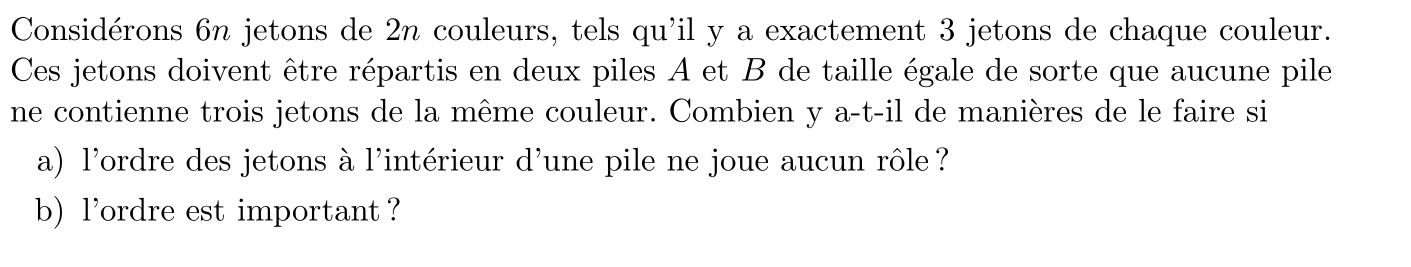 Considérons 6n jetons de 2n couleurs, tels qu'il y a exactement 3 jetons de chaque couleur.
Ces jetons doivent être répartis en deux piles A et B de taille égale de sorte que aucune pile
ne contienne trois jetons de la même couleur. Combien y a-t-il de manières de le faire si
a) l'ordre des jetons à l'intérieur d'une pile ne joue aucun rôle ?
b) l'ordre est important ?